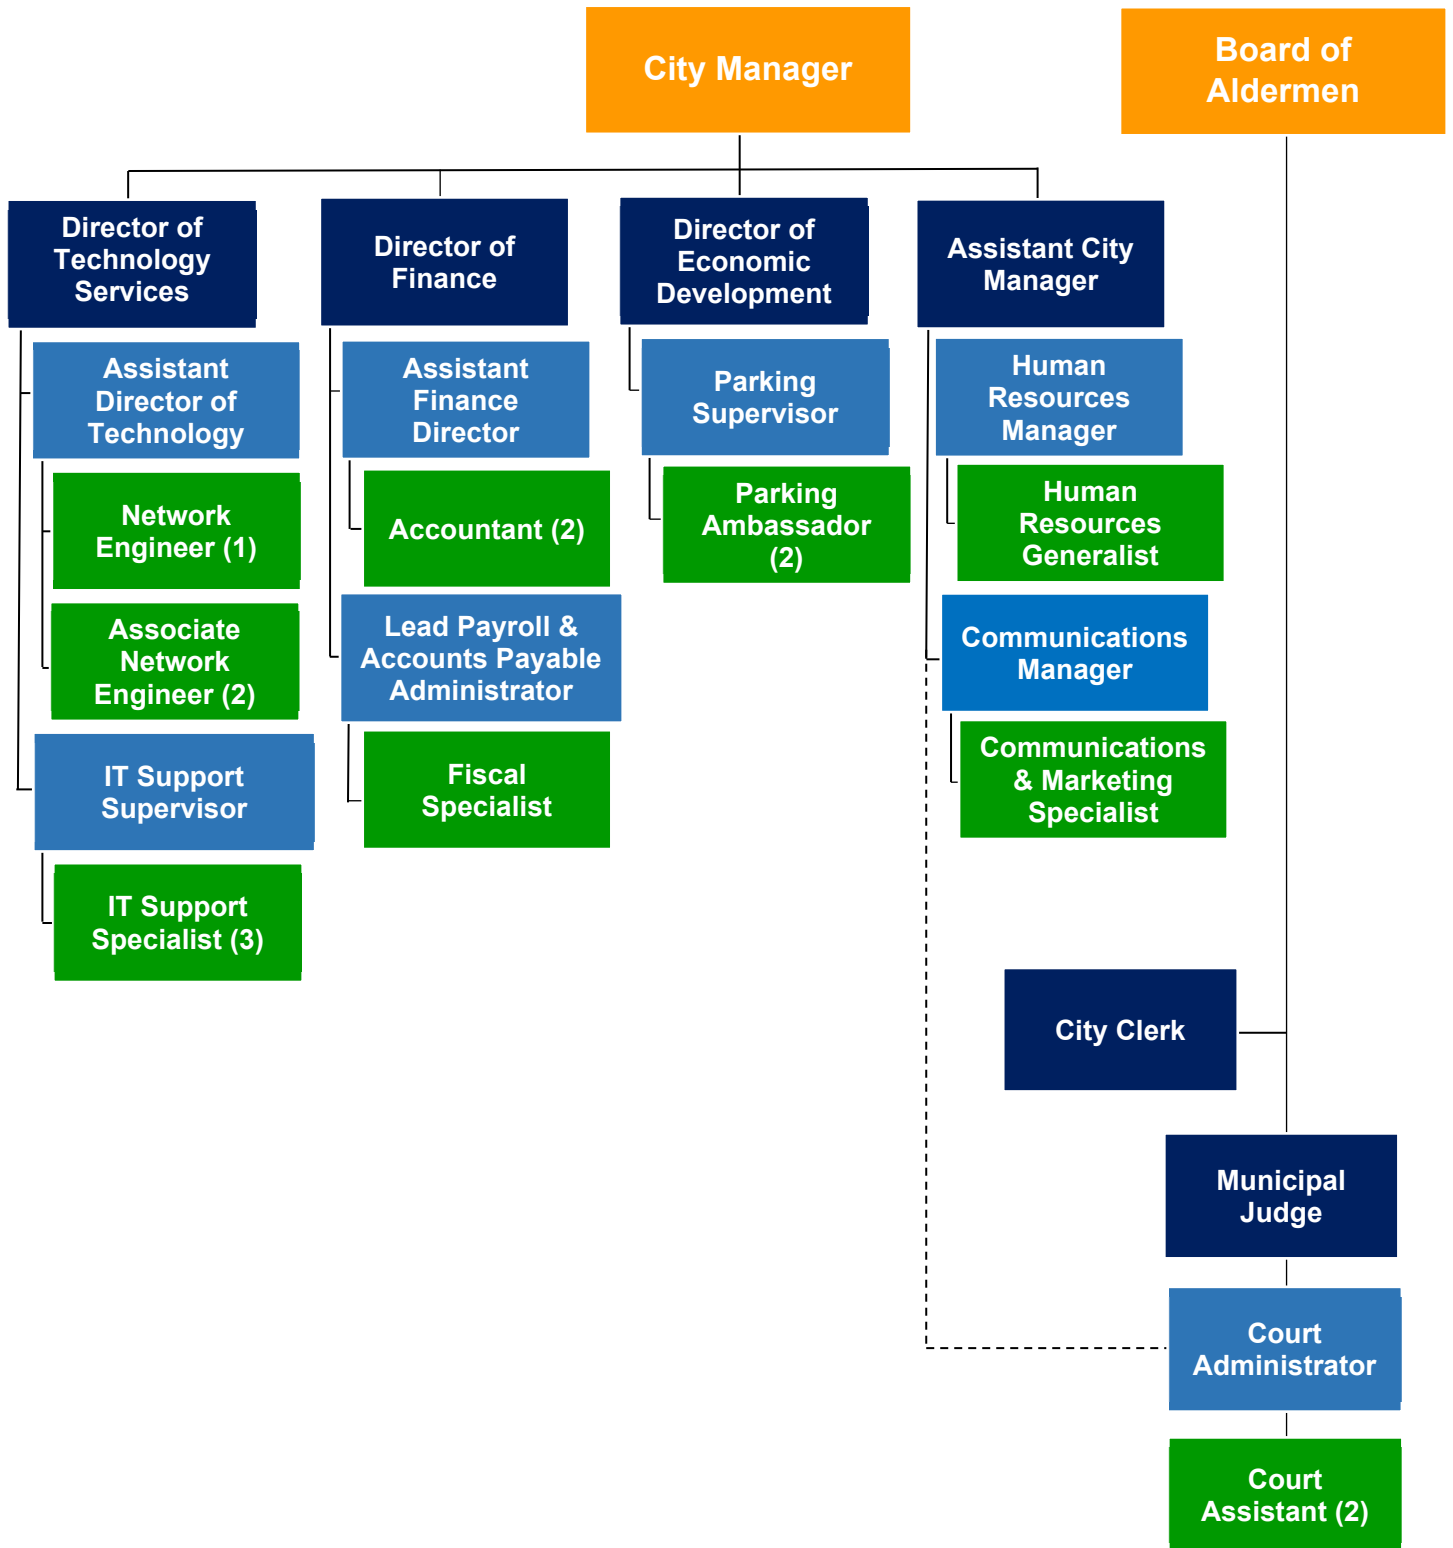 City Manager
Board of
Aldermen
Director of
Technology
Services
Director of
Finance
Director of
Economic
Development
Assistant City
Manager
Assistant
Director of
Technology
Assistant
Finance
Director
Parking
Supervisor
Human
Resources
Manager
Network
Engineer (1)
Accountant (2)
Parking
Ambassador
(2)
Human
Resources
Generalist
Associate
Network
Engineer (2)
Lead Payroll &
Accounts Payable
Administrator
Communications
Manager
IT Support
Supervisor
Fiscal
Specialist
Communications
& Marketing
Specialist
IT Support
Specialist (3)
City Clerk
Municipal
Judge
Court
Administrator
Court
Assistant (2)